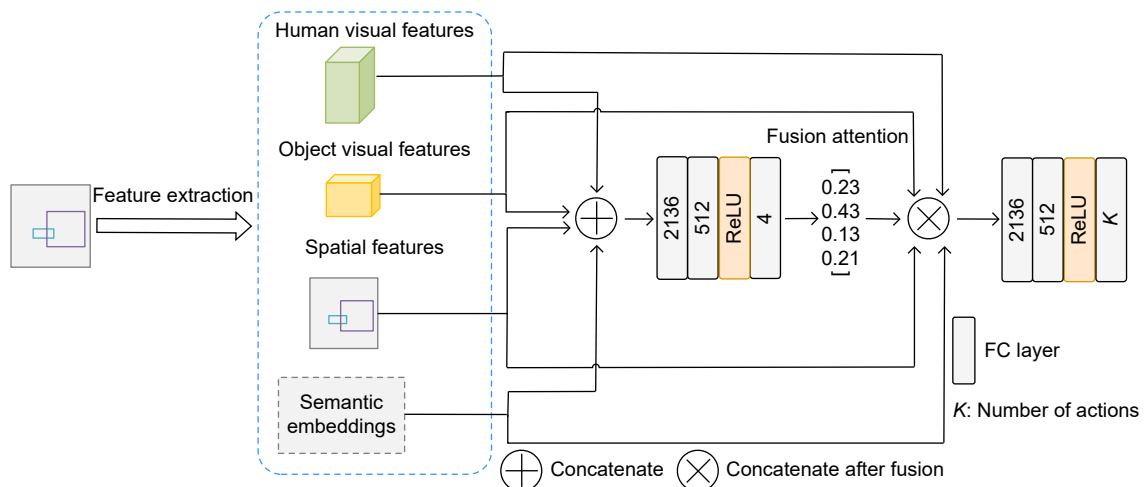 Human visual features
Object visual features
Feature extraction
Spatial features
Semantic
embeddings
2136
512
ReLU
4
Fusion attention
[
0.23
0.43
0.13
0.21
]
2136
512
ReLU
K
FC layer
K: Number of actions
Concatenate
Concatenate after fusion